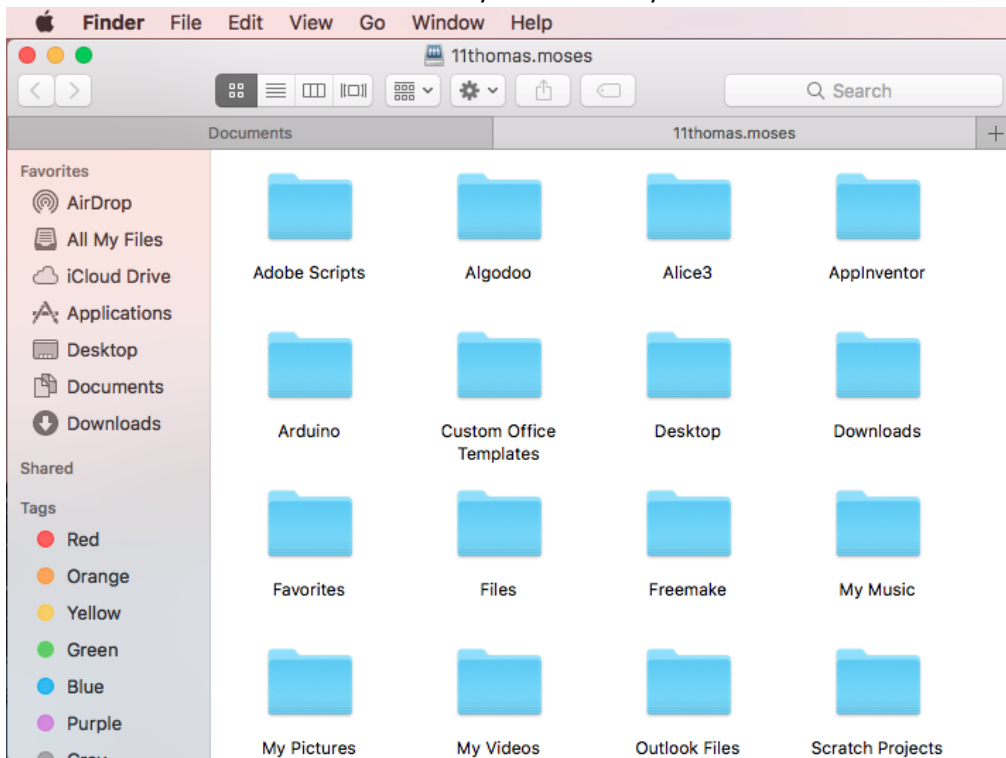 Finder File Edit View Go Window Help
11thomas.moses
Search
Documents
11thomas.moses
Favorites
AirDrop
All My Files
iCloud Drive
Applications
Desktop
Documents
Downloads
Shared
Tags
Red
Orange
Yellow
Green
Blue
Purple
Adobe Scripts
Algodoo
Alice3
AppInventor
Arduino
Custom Office
Templates
Desktop
Downloads
Favorites
Files
Freemake
My Music
My Pictures
My Videos
Outlook Files
Scratch Projects